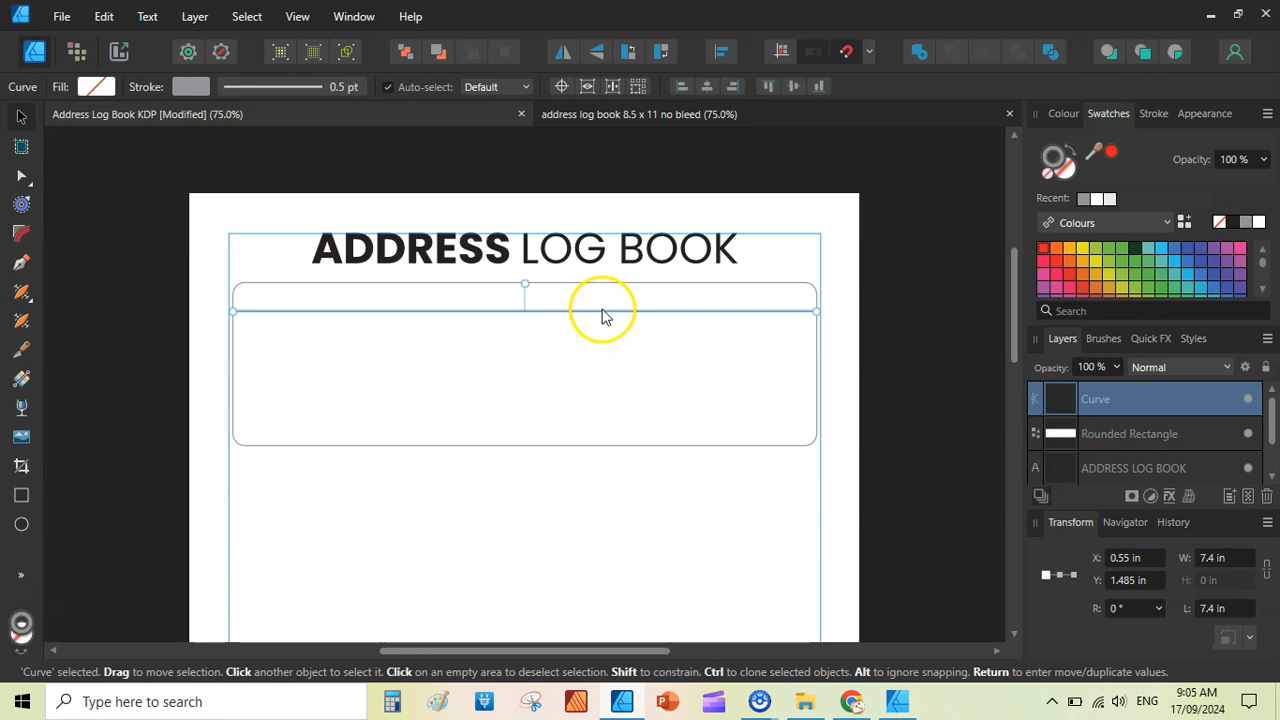 File Edit Text Layer Select View Window Help
Curve Fill: Stroke: 0.5 pt Auto-select: Default
Address Log Book KDP [Modified] (75.0%) address log book 8.5 x 11 no bleed (75.0%)
Colour Swatches Stroke Appearance
Opacity: 100 %
Recent:
Colours
Search
Layers Brushes Quick FX Styles
Opacity: 100 % Normal
Curve
Rounded Rectangle
A ADDRESS LOG BOOK
Transform Navigator History
X: 0.55 in W: 7.4 in
Y: 1.485 in H: 0 in
R: 0 ° L: 7.4 in
ADDRESS LOG BOOK
'Curve' selected. Drag to move selection. Click another object to select it. Click on an empty area to deselect. Shift to constrain. Ctrl to clone selected objects. Alt to ignore snapping. Return to enter move/duplicate values.
Type here to search
ENG
9:05 AM
17/09/2024